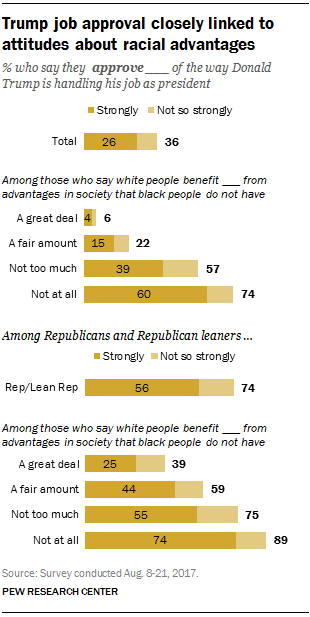 Trump job approval closely linked to
attitudes about racial advantages
% who say they approve ___ of the way Donald
Trump is handling his job as president
Strongly Not so strongly
Total 26 36
Among those who say white people benefit ___ from
advantages in society that black people do not have
A great deal 4 6
A fair amount 15 22
Not too much 39 57
Not at all 60 74
Among Republicans and Republican leaners ...
Strongly Not so strongly
Rep/Lean Rep 56 74
Among those who say white people benefit ___ from
advantages in society that black people do not have
A great deal 25 39
A fair amount 44 59
Not too much 55 75
Not at all 74 89
Source: Survey conducted Aug. 8-21, 2017.
PEW RESEARCH CENTER